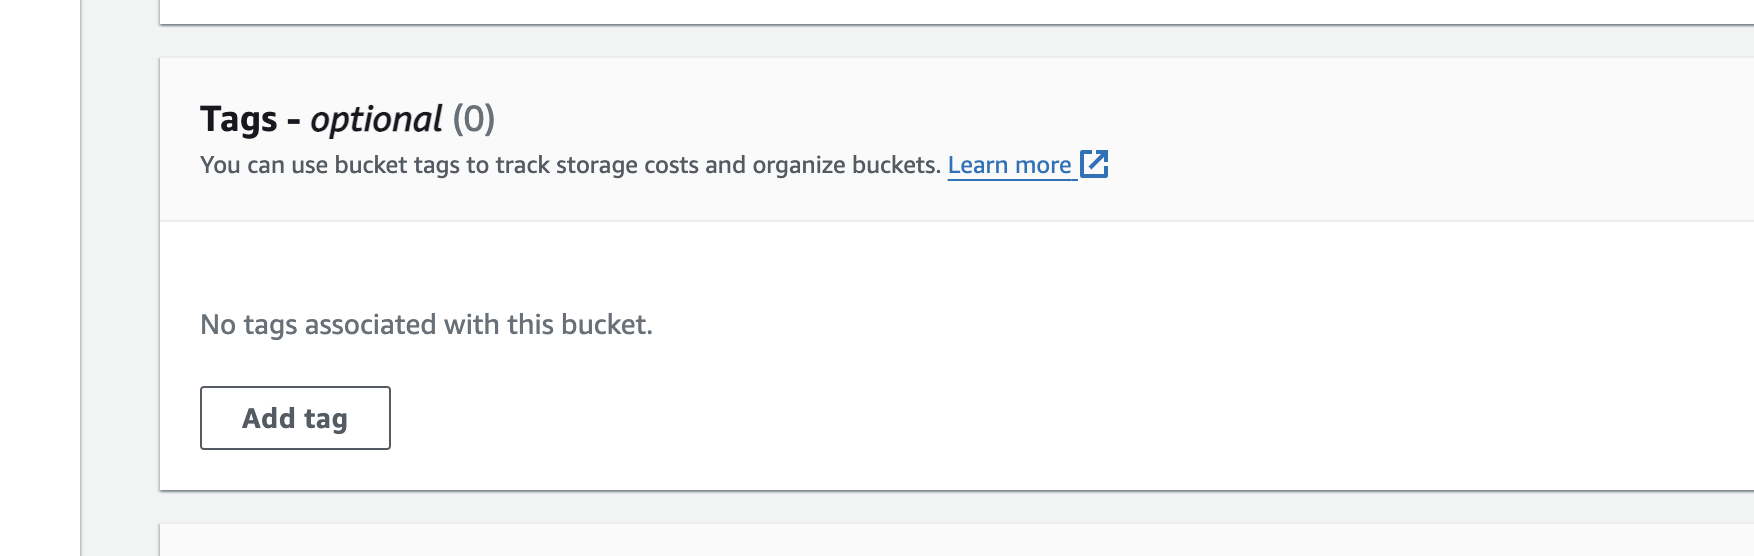 Tags - optional (0)
You can use bucket tags to track storage costs and organize buckets. Learn more
No tags associated with this bucket.
Add tag